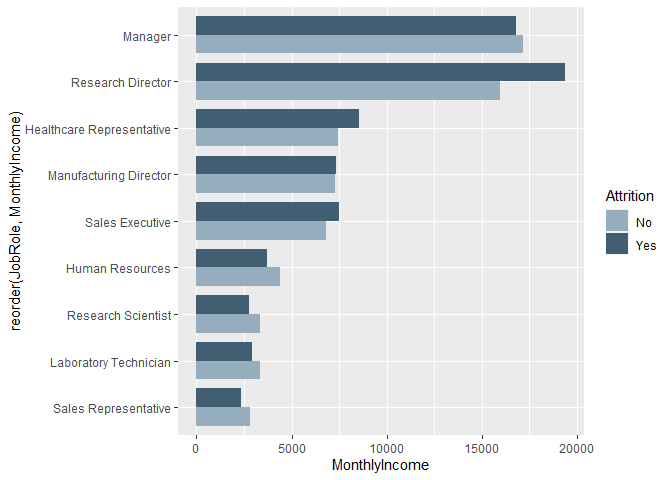 reorder(JobRole, MonthlyIncome)
Manager
Research Director
Healthcare Representative
Manufacturing Director
Sales Executive
Human Resources
Research Scientist
Laboratory Technician
Sales Representative
0 5000 10000 15000 20000
MonthlyIncome
Attrition
No
Yes